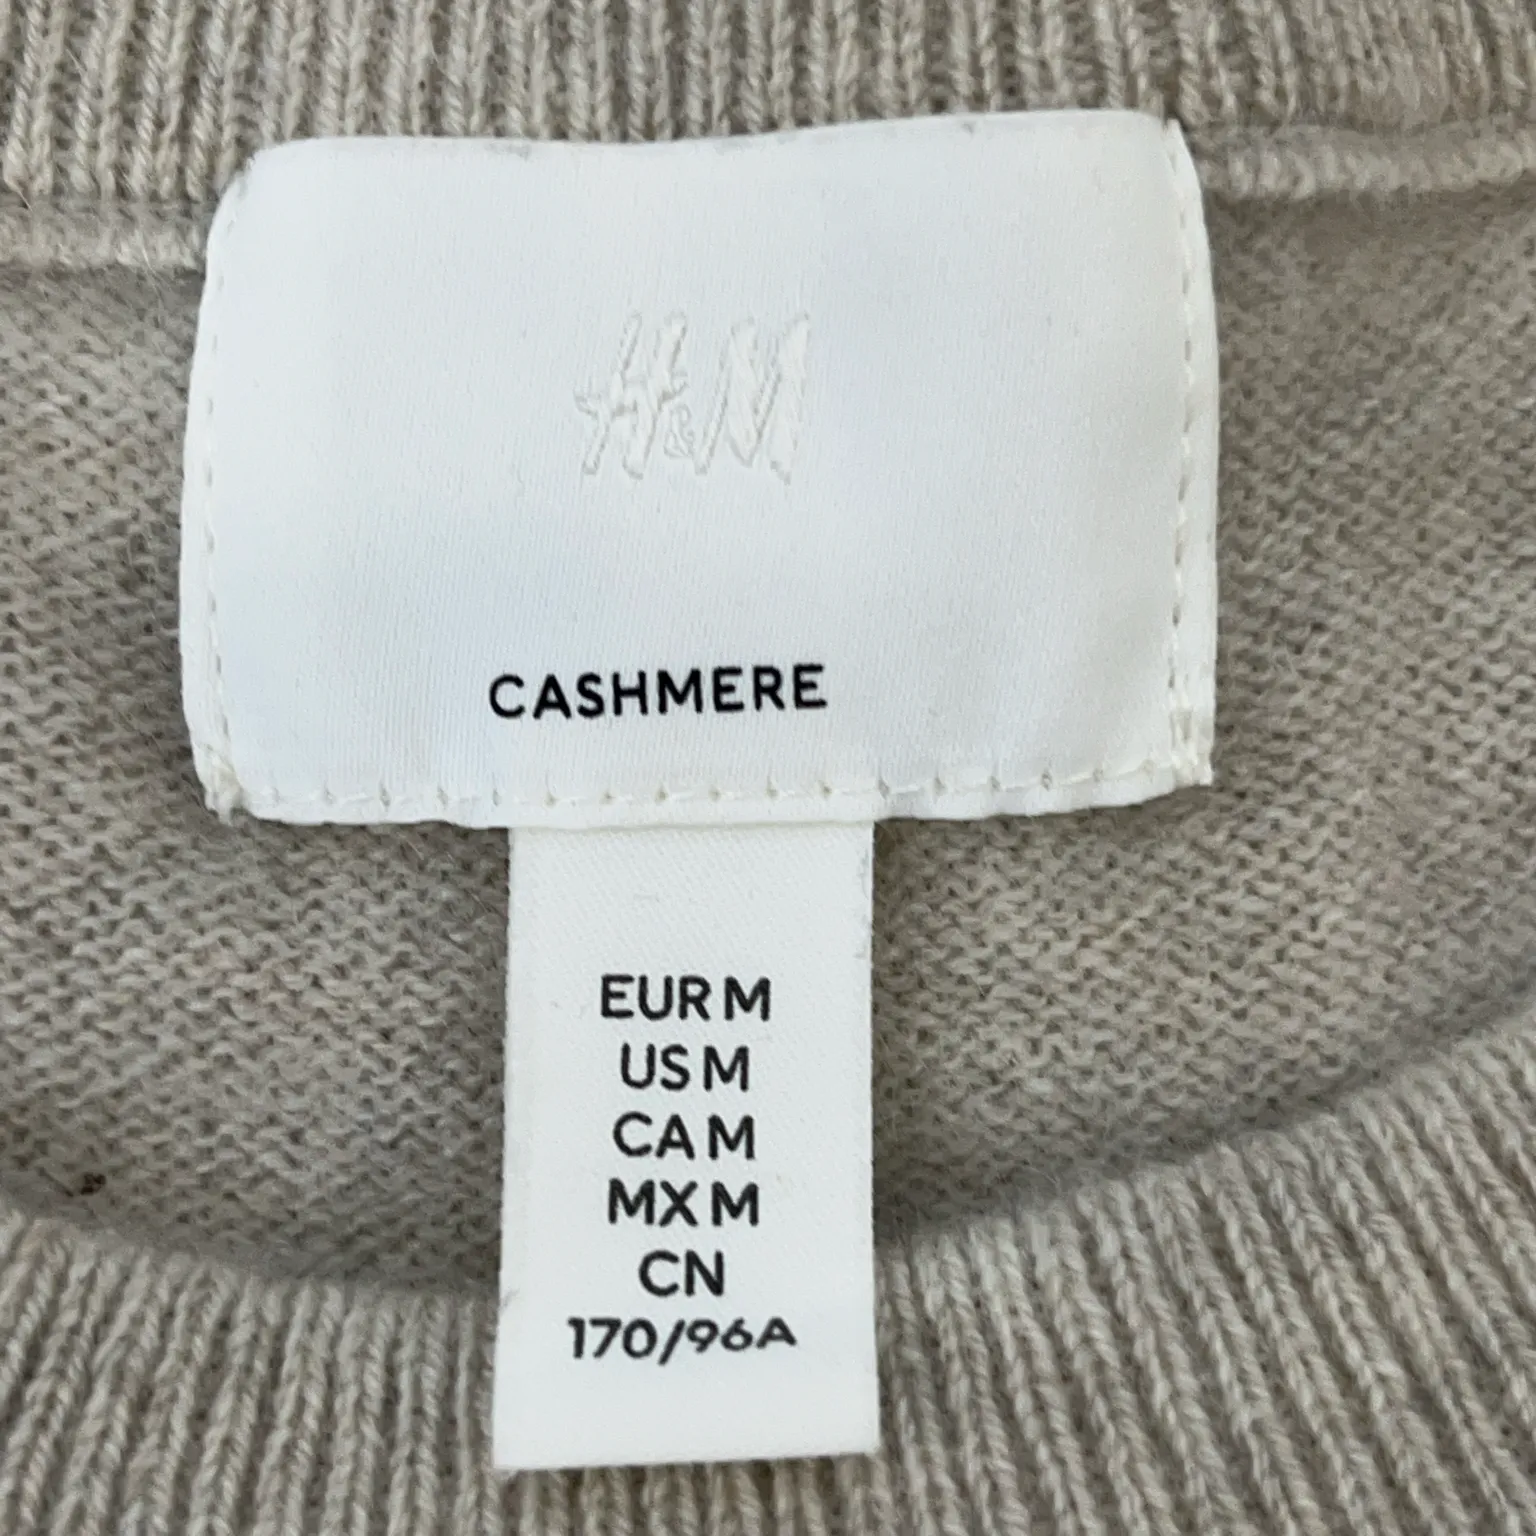 H&M
CASHMERE
EUR M
US M
CA M
MX M
CN
170/96A